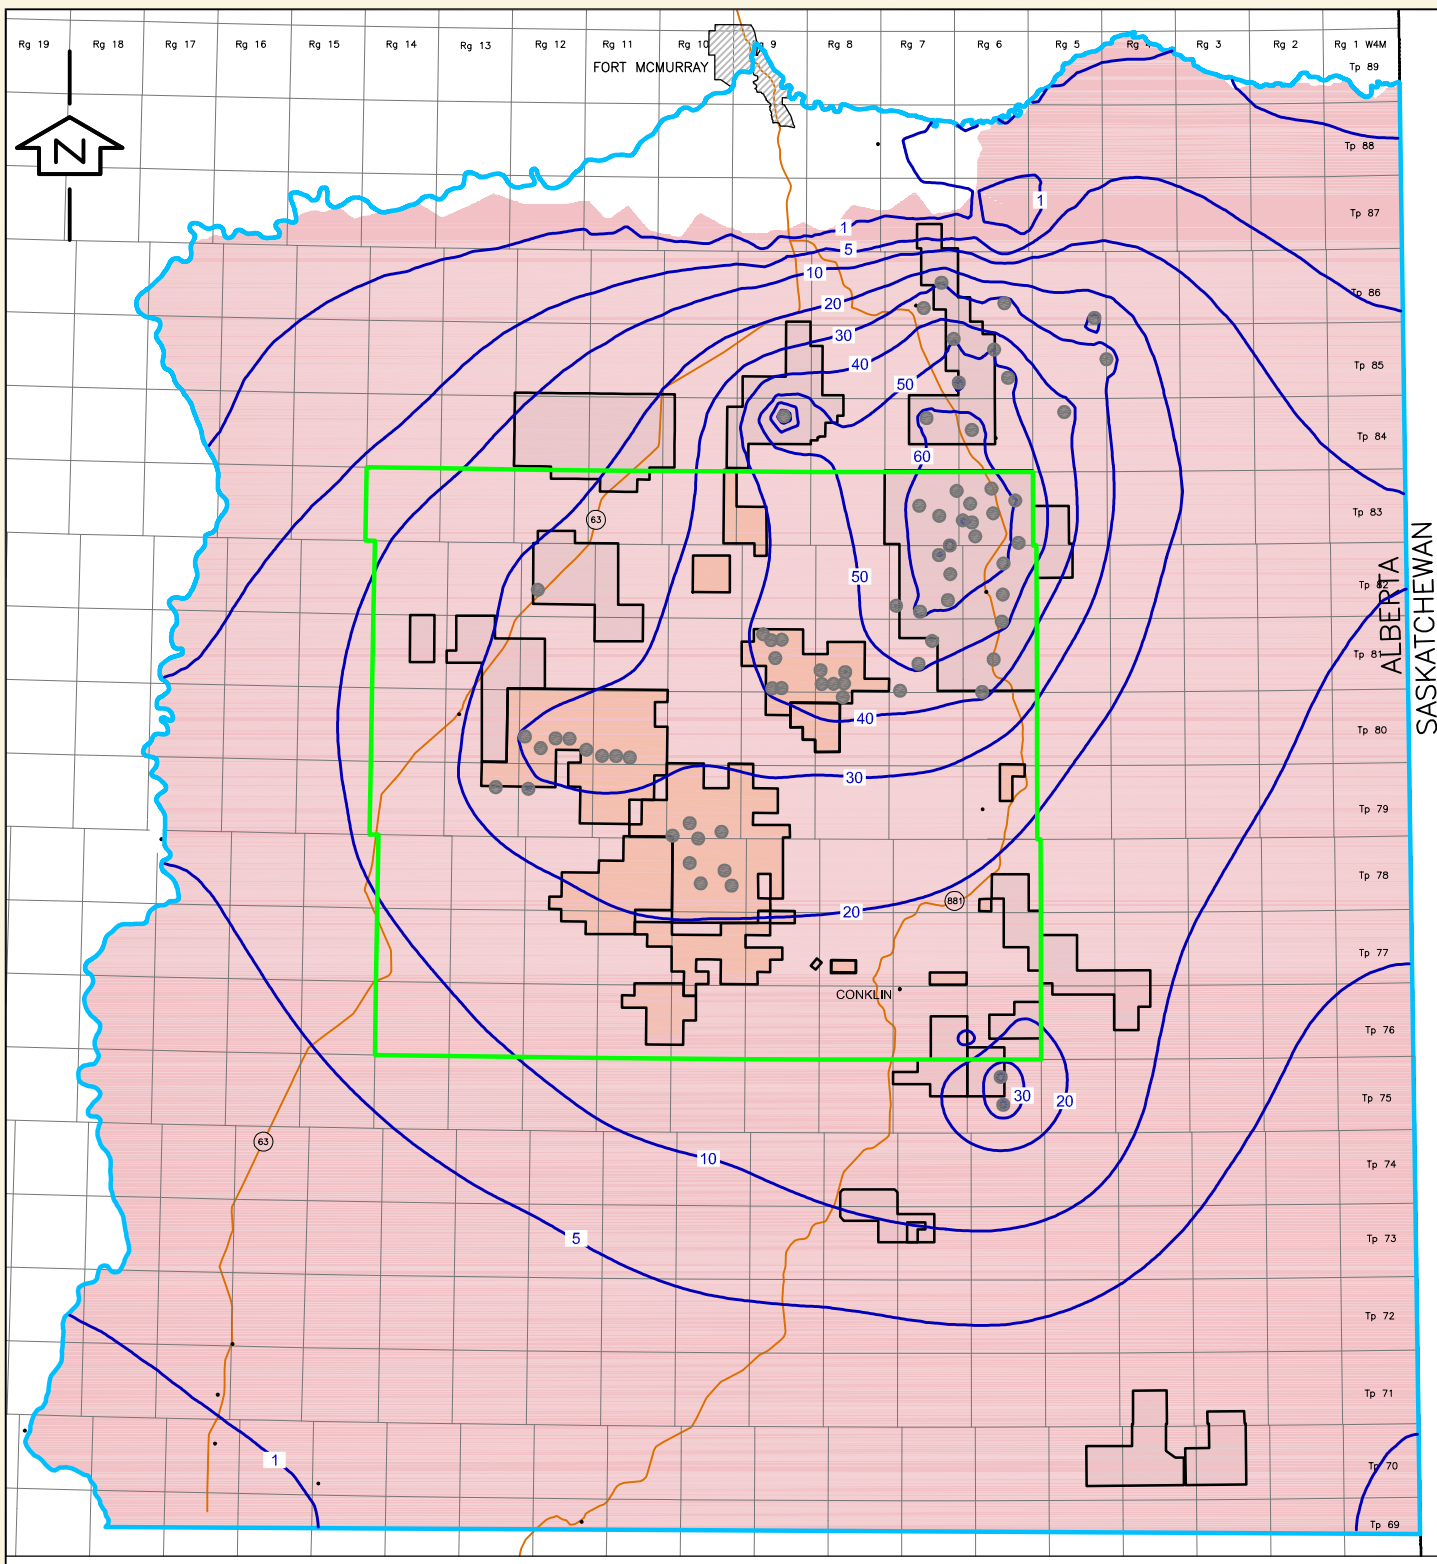 Rg 19 Rg 18 Rg 17 Rg 16 Rg 15 Rg 14 Rg 13 Rg 12 Rg 11 Rg 10 9 Rg 8 Rg 7 Rg 6 Rg 5 Rg 4 Rg 3 Rg 2 Rg 1 W4M
FORT MCMURRAY
Tp 89
N
Tp 88
1
Tp 87
1
5
10
Tp 86
20
30
40
Tp 85
50
Tp 84
60
63
Tp 83
50
Tp 82
ALBERTA
SASKATCHEWAN
Tp 81
40
Tp 80
30
Tp 79
Tp 78
881
20
Tp 77
CONKLIN
Tp 76
30
20
Tp 75
63
10
Tp 74
5
Tp 73
Tp 72
Tp 71
1
Tp 70
Tp 69